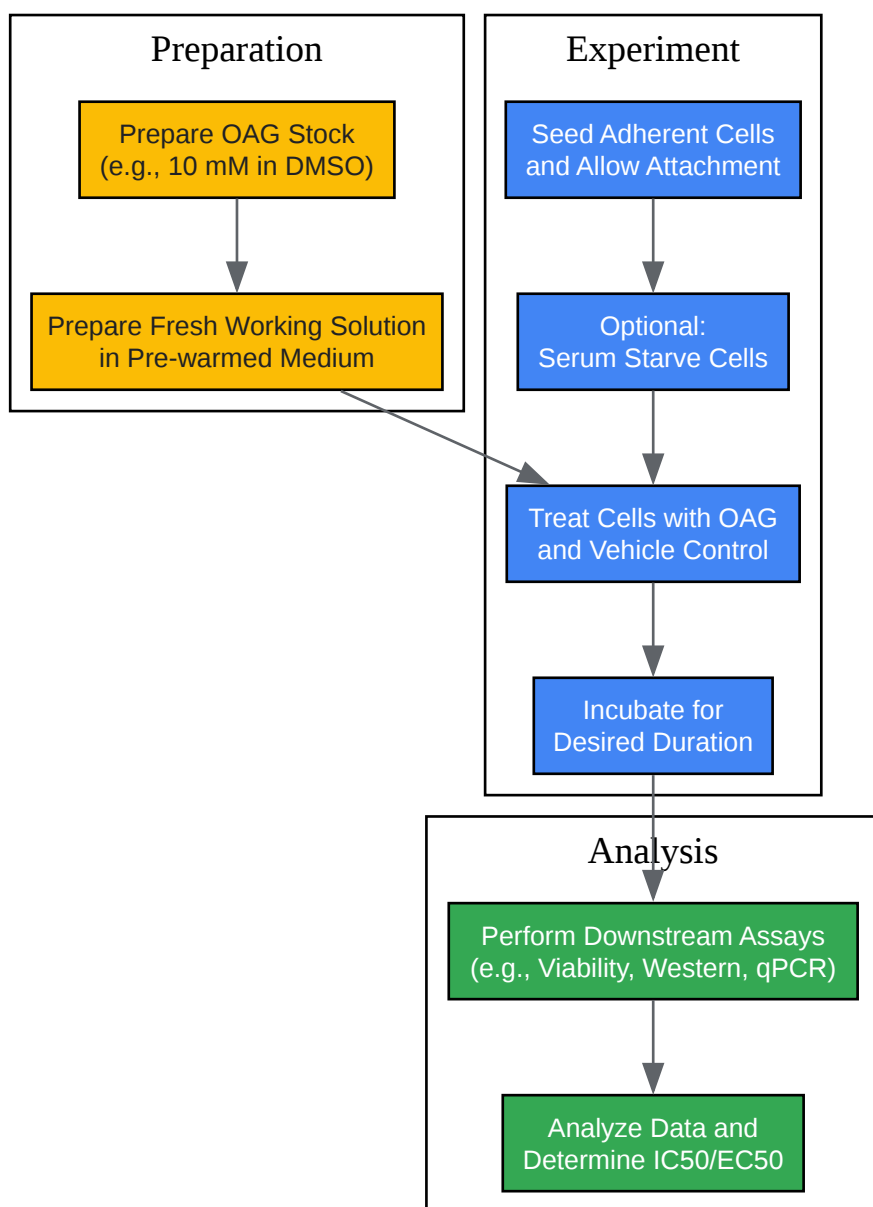 Preparation
Prepare OAG Stock
(e.g., 10 mM in DMSO)
Prepare Fresh Working Solution
in Pre-warmed Medium
Experiment
Seed Adherent Cells
and Allow Attachment
Optional:
Serum Starve Cells
Treat Cells with OAG
and Vehicle Control
Incubate for
Desired Duration
Analysis
Perform Downstream Assays
(e.g., Viability, Western, qPCR)
Analyze Data and
Determine IC50/EC50